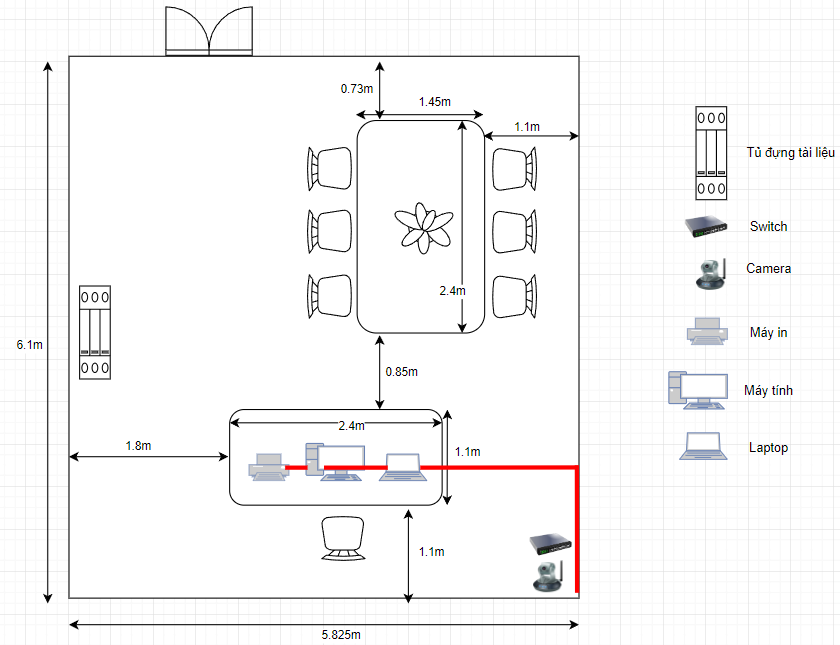 0.73m
1.45m
1.1m
2.4m
6.1m
0.85m
2.4m
1.8m
1.1m
1.1m
5.825m
Tủ đựng tài liệu
Switch
Camera
Máy in
Máy tính
Laptop